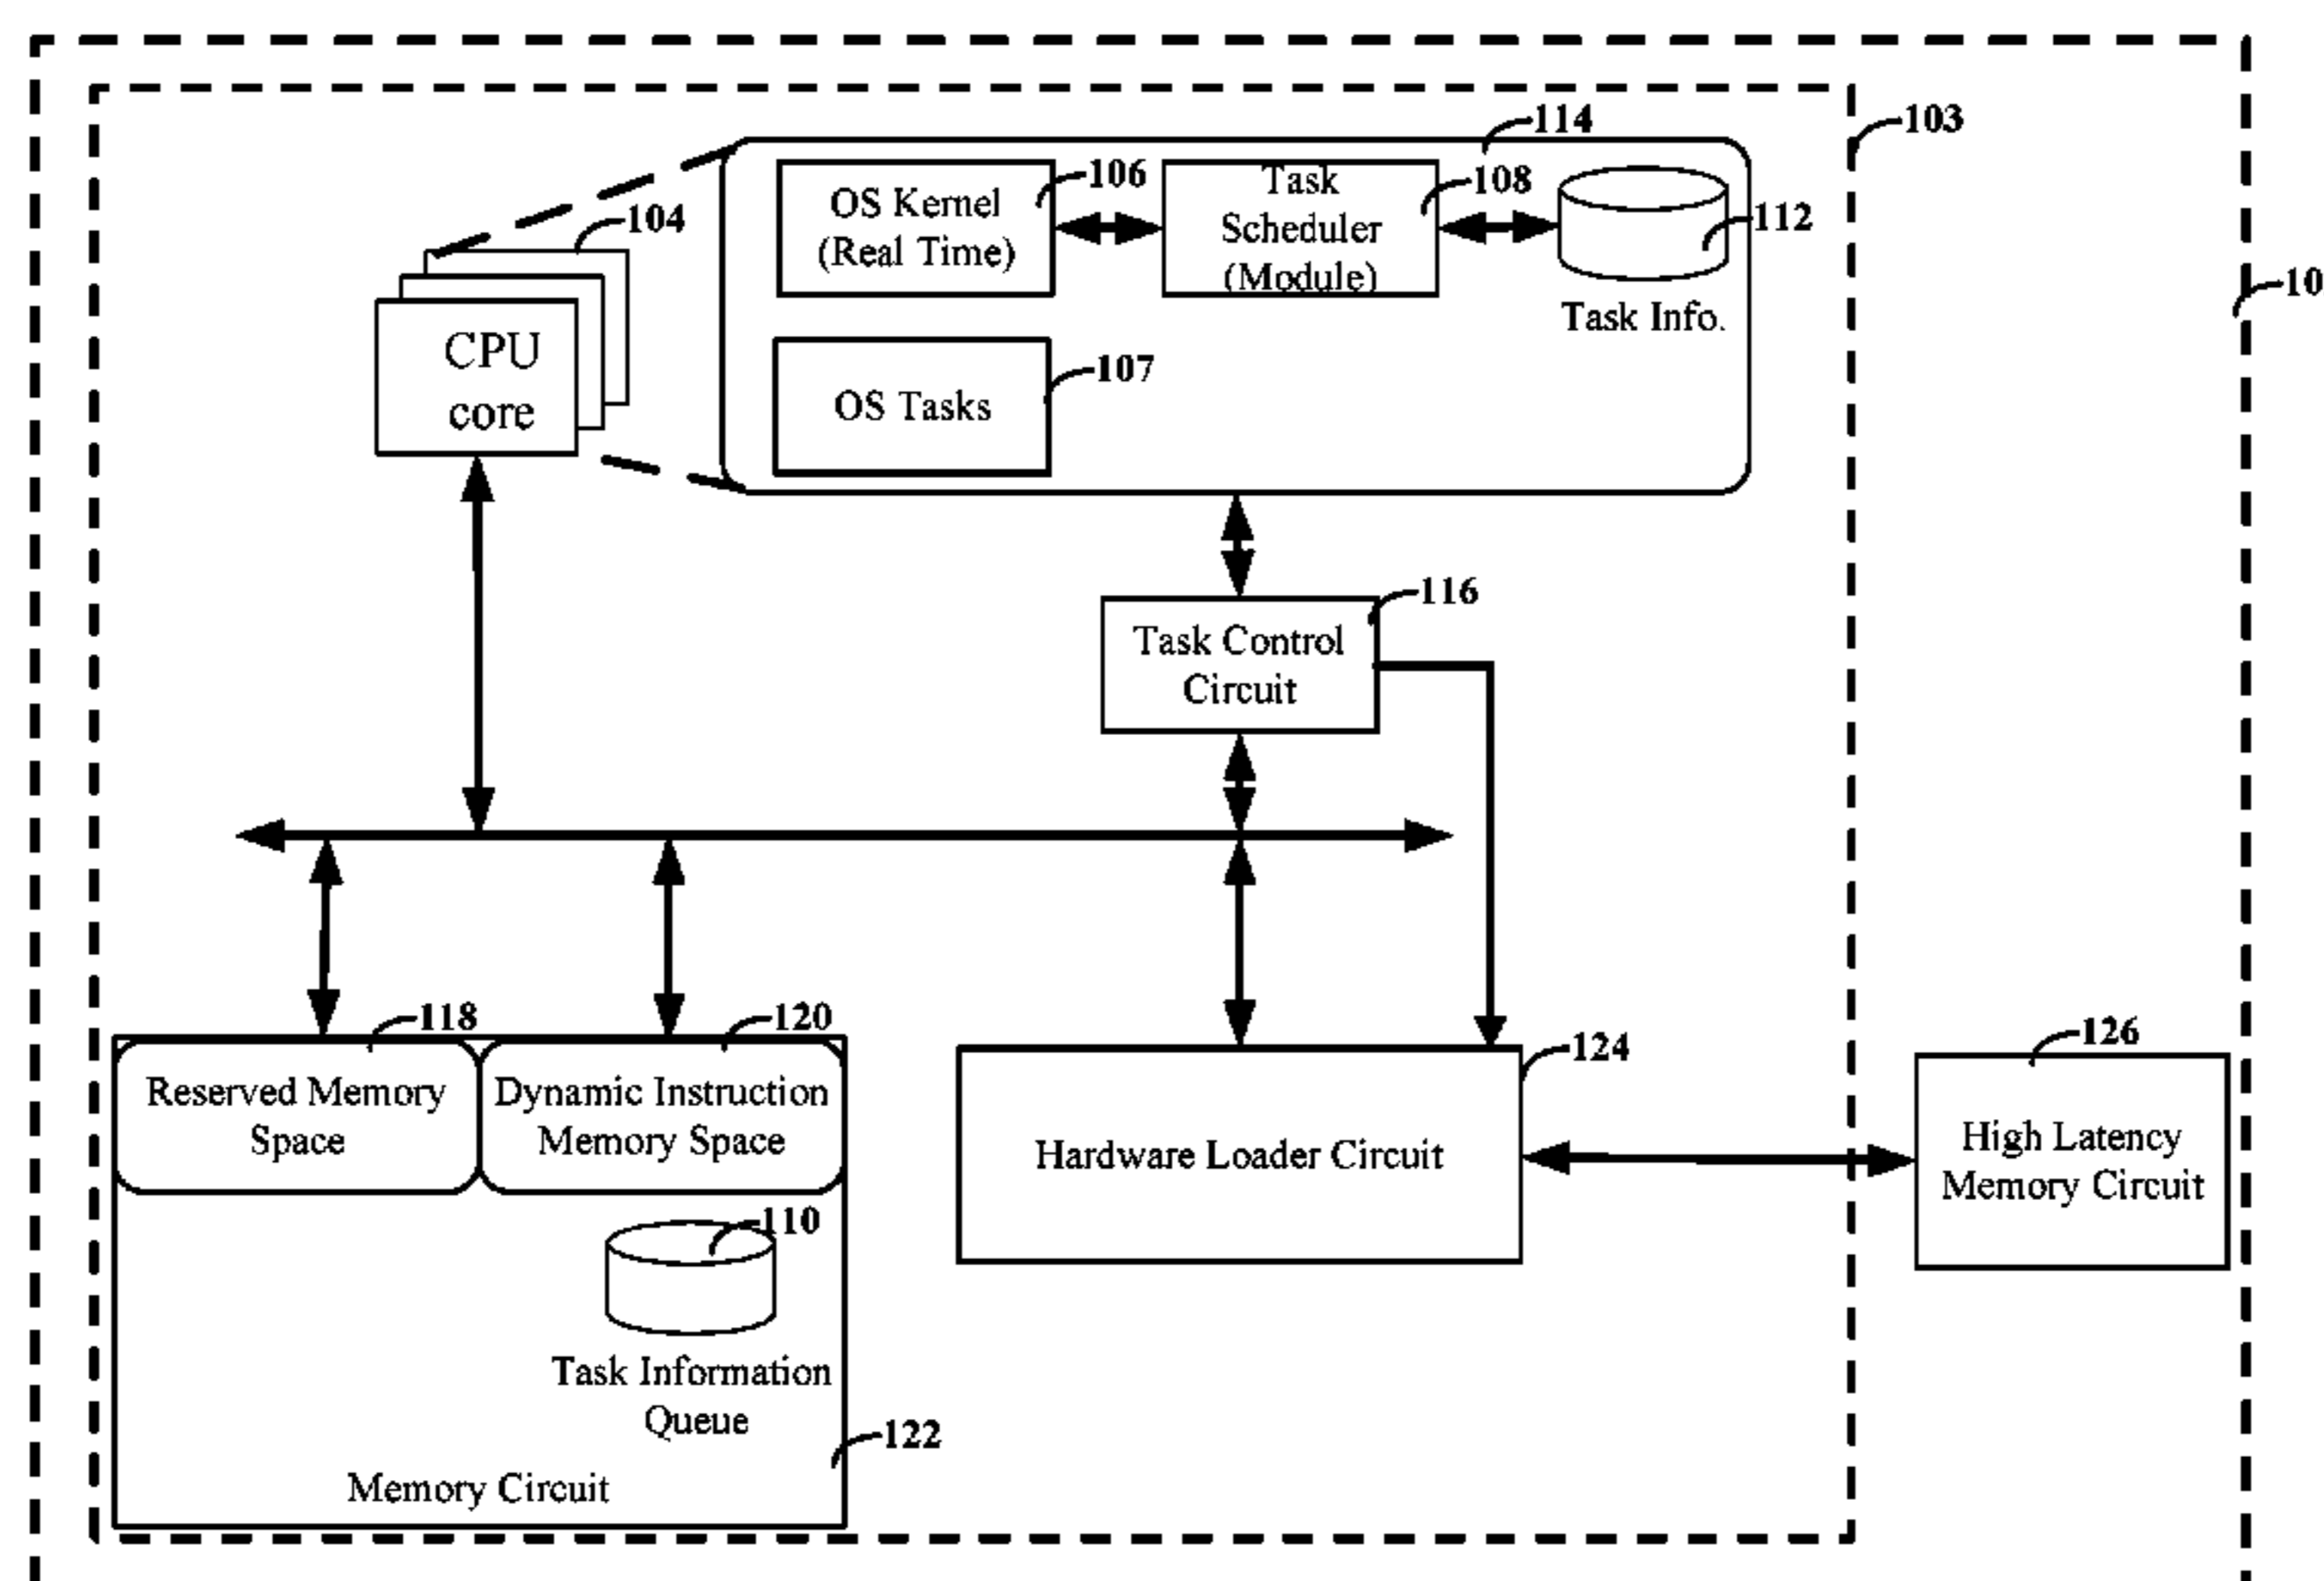 114
103
106
108
112
10
104
OS Kernel
(Real Time)
Task
Scheduler
(Module)
Task Info.
CPU
core
107
OS Tasks
116
Task Control
Circuit
118
120
124
126
Reserved Memory
Space
Dynamic Instruction
Memory Space
Hardware Loader Circuit
High Latency
Memory Circuit
110
Task Information
Queue
122
Memory Circuit